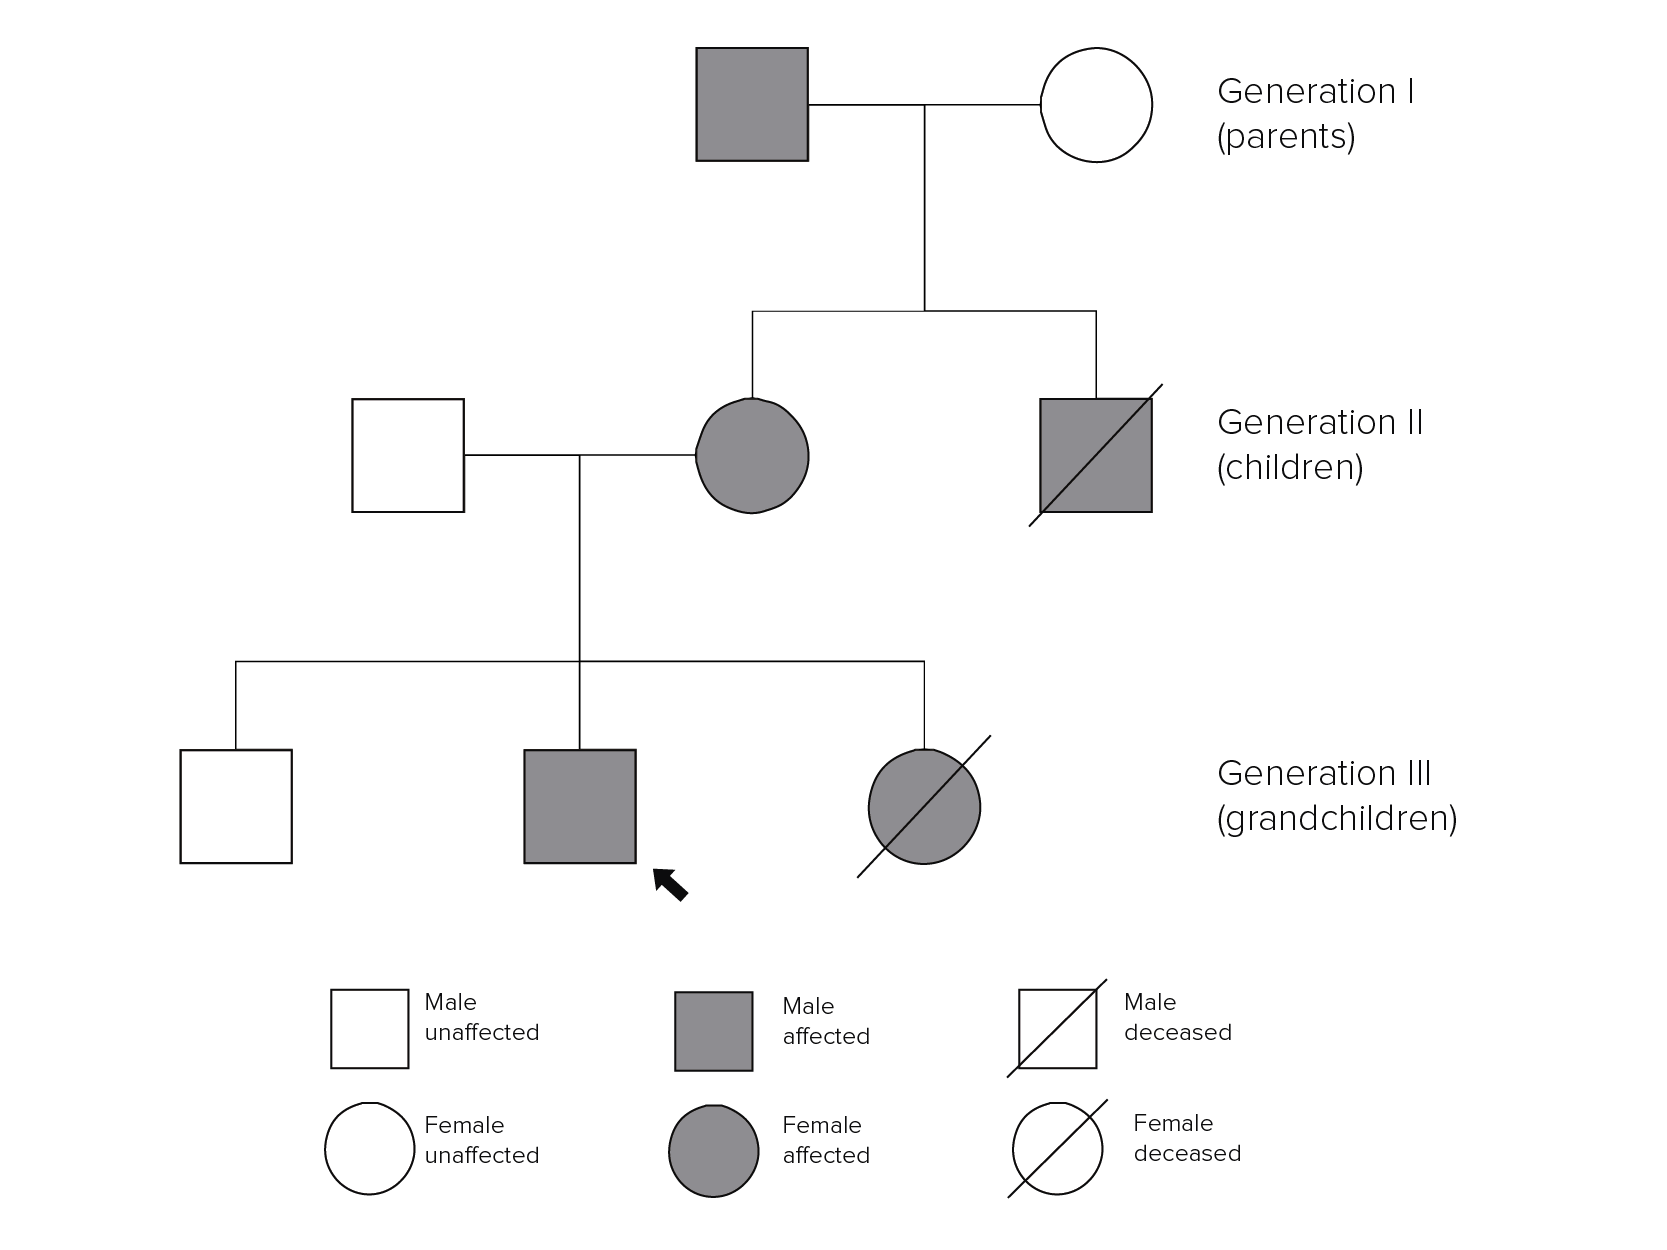 Generation I
(parents)
Generation II
(children)
Generation III
(grandchildren)
Male
unaffected
Male
affected
Male
deceased
Female
unaffected
Female
affected
Female
deceased